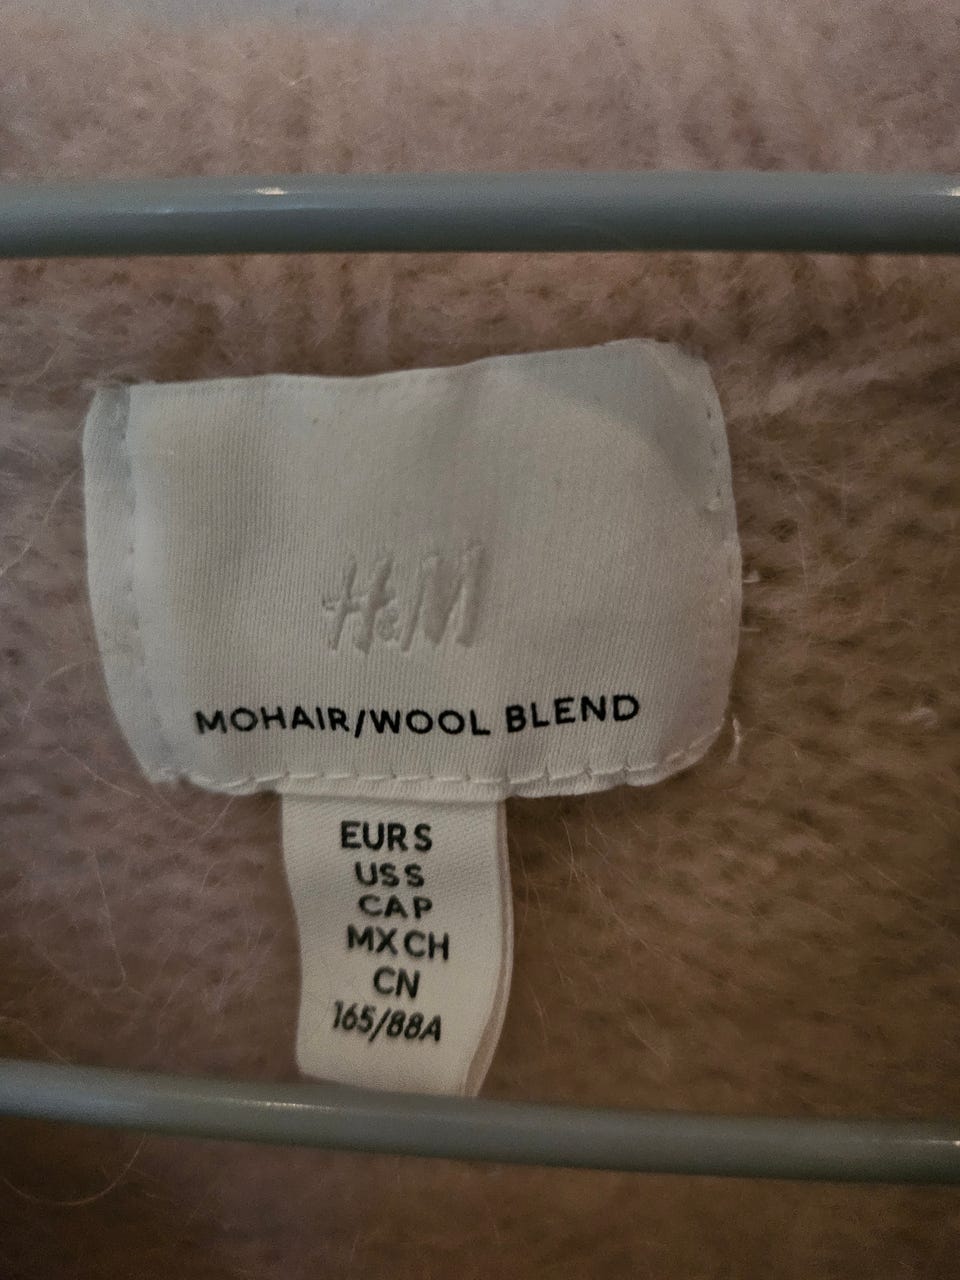 H&M
MOHAIR/WOOL BLEND
EUR S
US S
CA P
MX CH
CN
165/88A